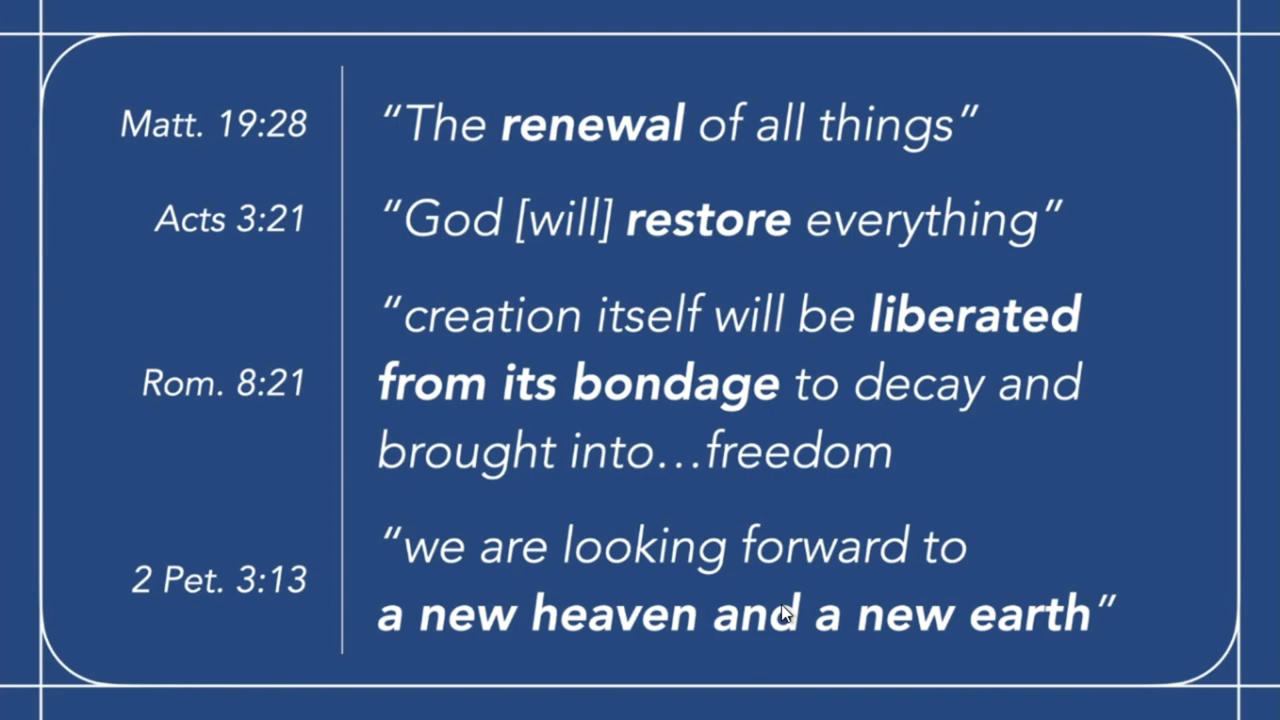 Matt. 19:28
“The renewal of all things”
Acts 3:21
“God [will] restore everything”
Rom. 8:21
“creation itself will be liberated
from its bondage to decay and
brought into…freedom
2 Pet. 3:13
“we are looking forward to
a new heaven and a new earth”